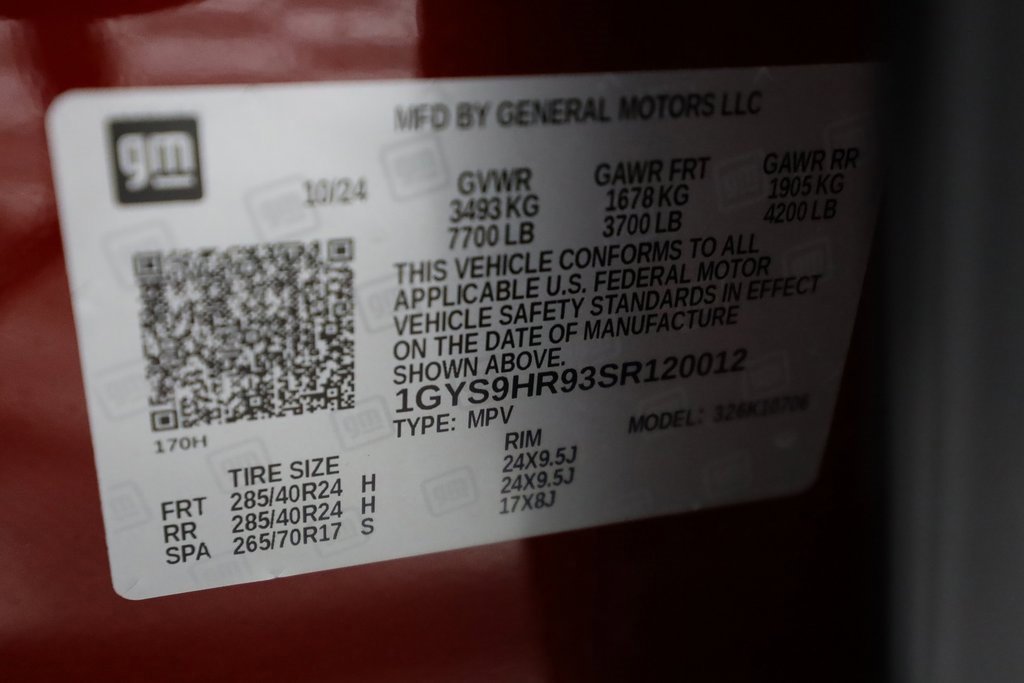 gm
MFD BY GENERAL MOTORS LLC
10/24
GVWR GAWR FRT GAWR RR
3493 KG 1678 KG 1905 KG
7700 LB 3700 LB 4200 LB
THIS VEHICLE CONFORMS TO ALL
APPLICABLE U.S. FEDERAL MOTOR
VEHICLE SAFETY STANDARDS IN EFFECT
ON THE DATE OF MANUFACTURE
SHOWN ABOVE.
1GYS9HR93SR120012
170H
TYPE: MPV MODEL:
TIRE SIZE RIM
FRT 285/40R24 H 24X9.5J
RR 285/40R24 H 24X9.5J
SPA 265/70R17 S 17X8J